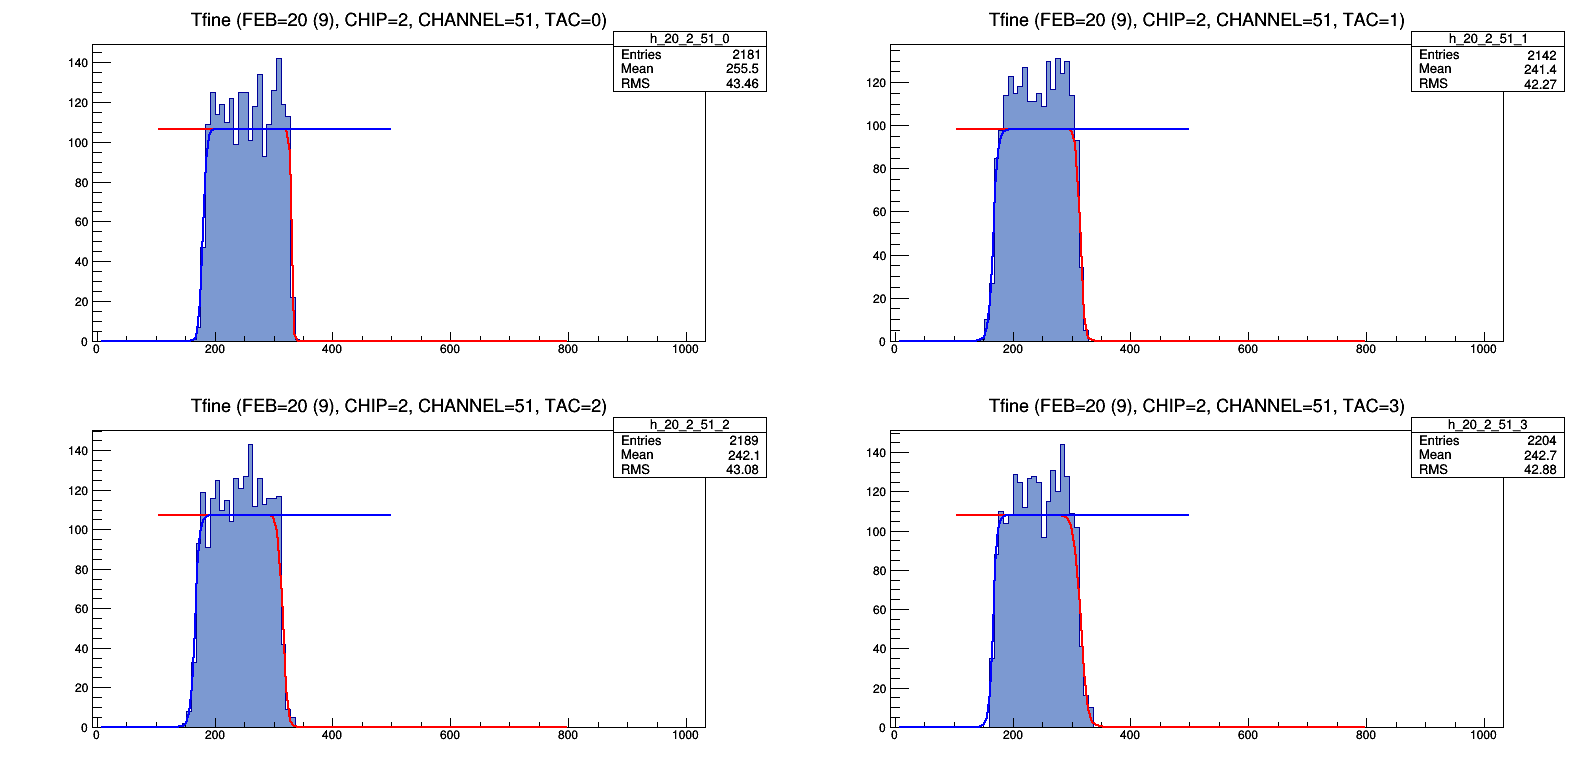 Tfine (FEB=20 (9), CHIP=2, CHANNEL=51, TAC=0)
h_20_2_51_0
Entries 2181
Mean 255.5
RMS 43.46
140
120
100
80
60
40
20
0
0 200 400 600 800 1000
Tfine (FEB=20 (9), CHIP=2, CHANNEL=51, TAC=1)
h_20_2_51_1
Entries 2142
Mean 241.4
RMS 42.27
120
100
80
60
40
20
0
0 200 400 600 800 1000
Tfine (FEB=20 (9), CHIP=2, CHANNEL=51, TAC=2)
h_20_2_51_2
Entries 2189
Mean 242.1
RMS 43.08
140
120
100
80
60
40
20
0
0 200 400 600 800 1000
Tfine (FEB=20 (9), CHIP=2, CHANNEL=51, TAC=3)
h_20_2_51_3
Entries 2204
Mean 242.7
RMS 42.88
140
120
100
80
60
40
20
0
0 200 400 600 800 1000